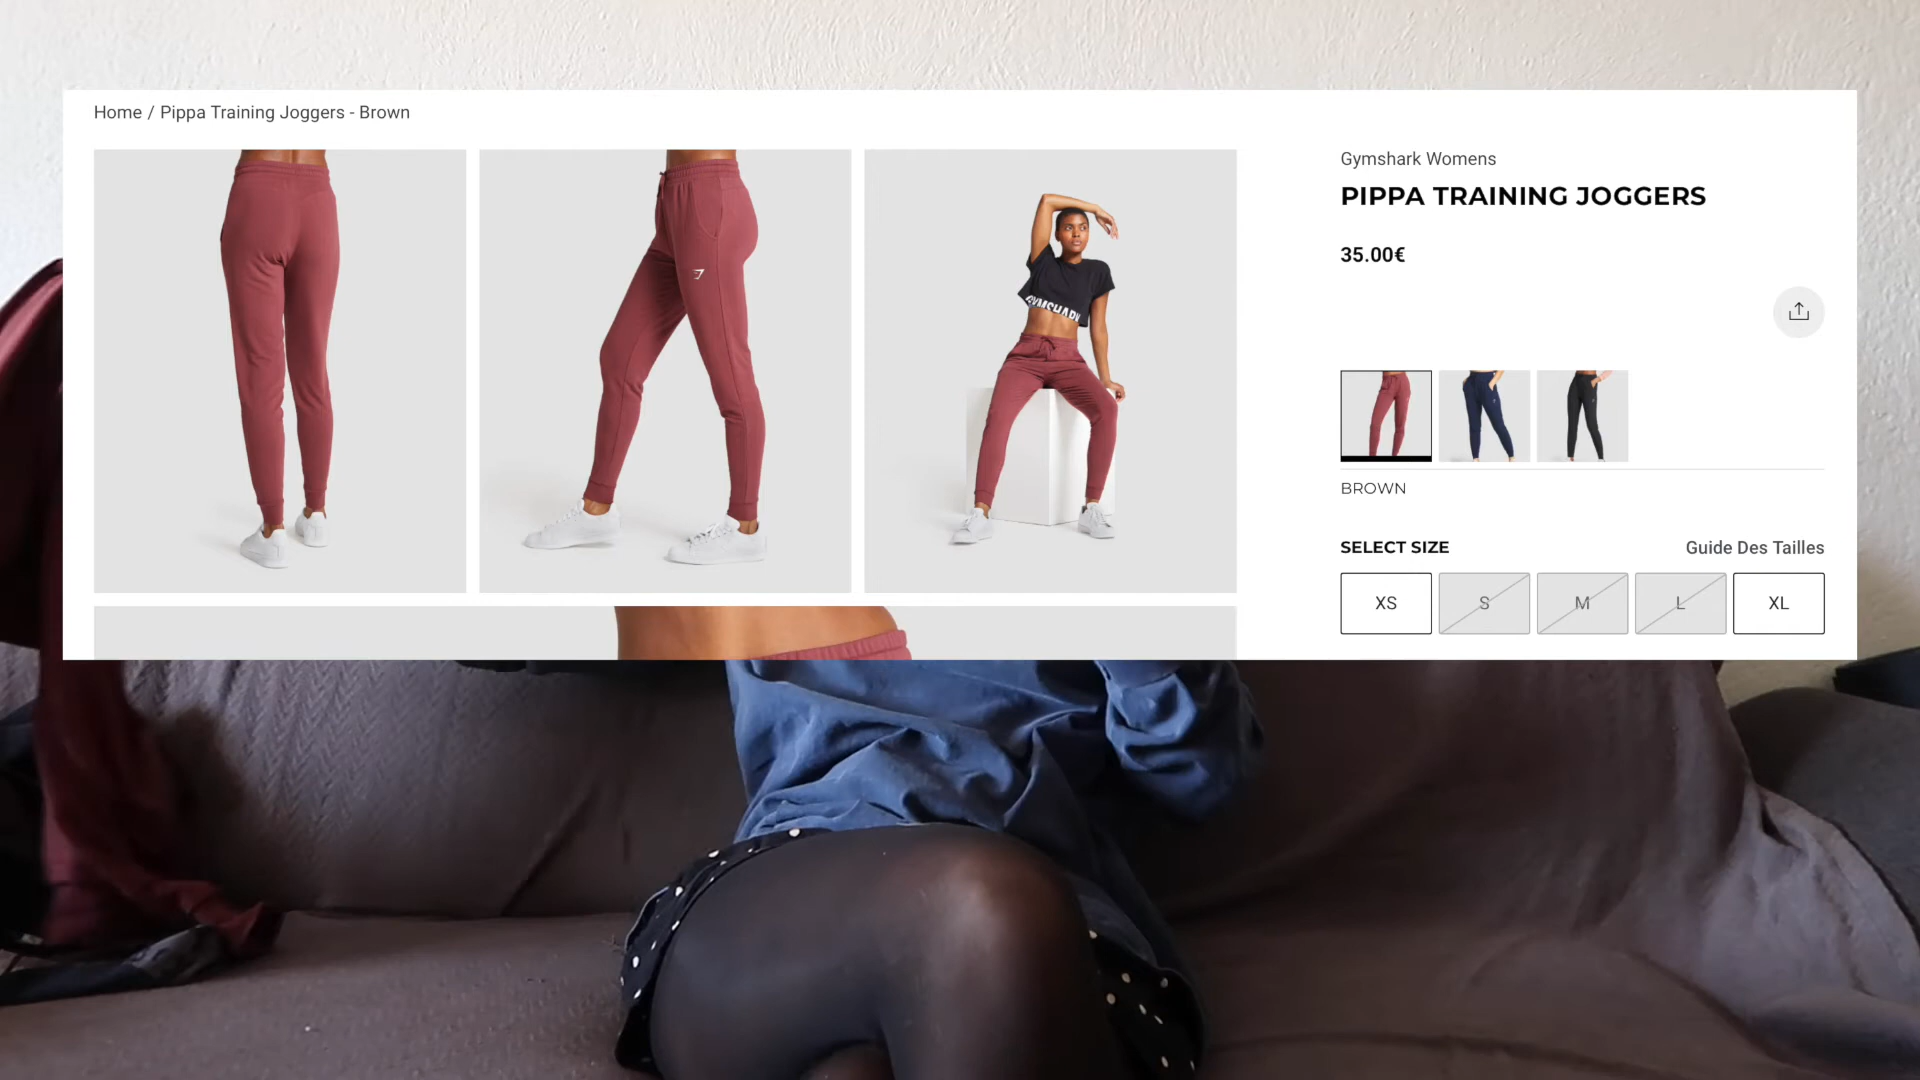 Home / Pippa Training Joggers - Brown
GYMSHARK
Gymshark Womens
PIPPA TRAINING JOGGERS
35.00€
BROWN
SELECT SIZE
Guide Des Tailles
XS
S
M
L
XL